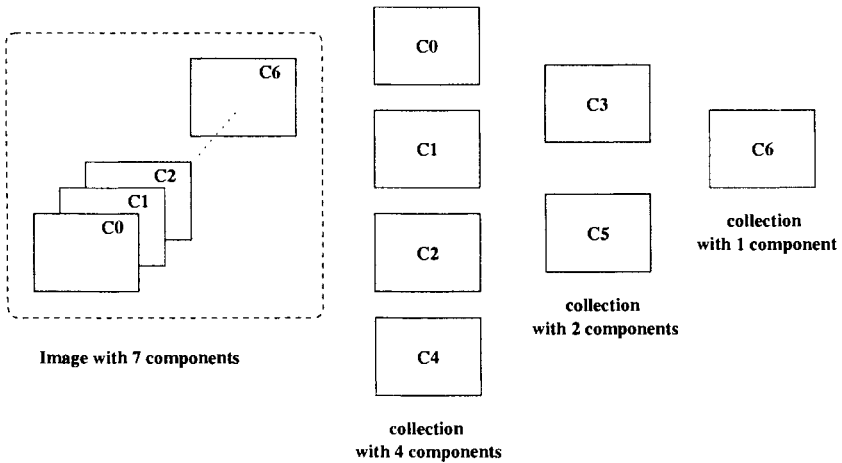 C6
C2
C1
C0
Image with 7 components
C0
C1
C2
C4
collection
with 4 components
C3
C5
collection
with 2 components
C6
collection
with 1 component